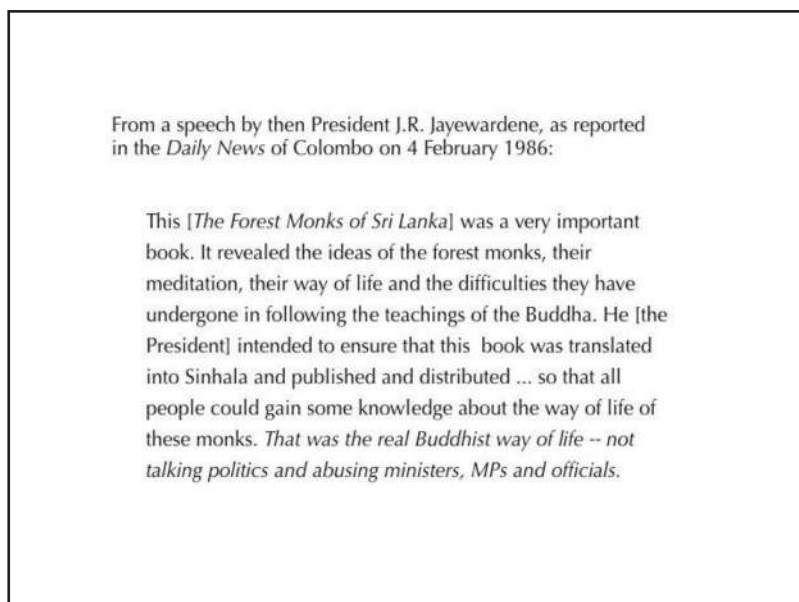 From a speech by then President J.R. Jayewardene, as reported
in the Daily News of Colombo on 4 February 1986:
This [The Forest Monks of Sri Lanka] was a very important
book. It revealed the ideas of the forest monks, their
meditation, their way of life and the difficulties they have
undergone in following the teachings of the Buddha. He [the
President] intended to ensure that this book was translated
into Sinhala and published and distributed ... so that all
people could gain some knowledge about the way of life of
these monks. That was the real Buddhist way of life -- not
talking politics and abusing ministers, MPs and officials.